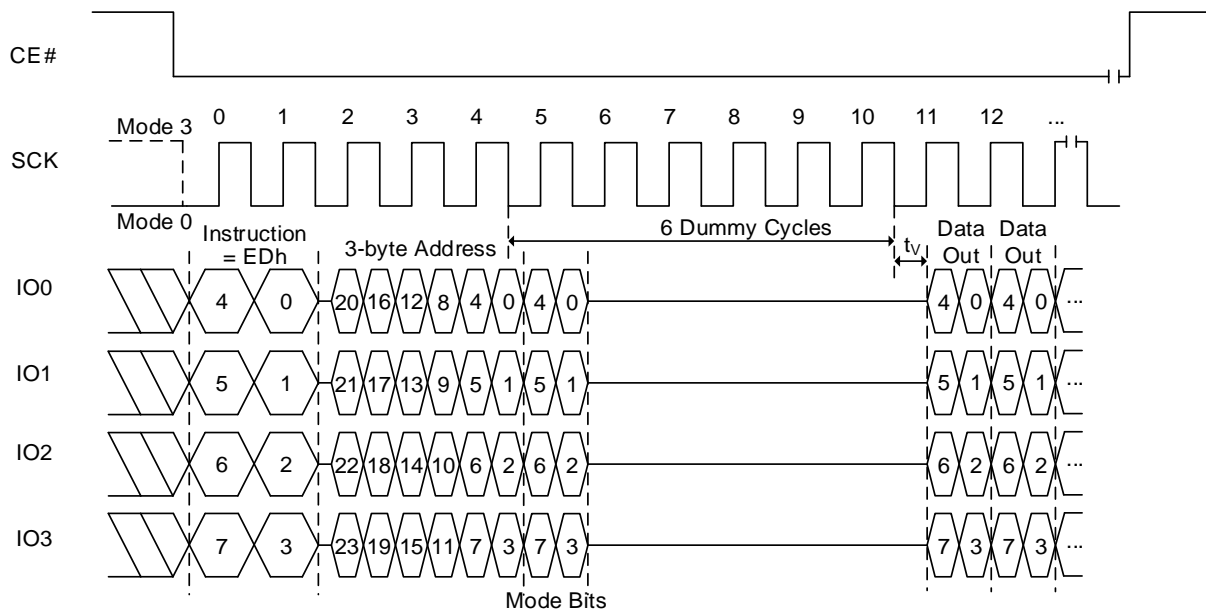 CE#
0 1 2 3 4 5 6 7 8 9 10 11 12 ...
Mode 3
SCK
Mode 0
Instruction
= EDh
3-byte Address
6 Dummy Cycles
tV
Data
Out
Data
Out
IO0
4 0 20 16 12 8 4 0 4 0 4 0 4 0 ...
IO1
5 1 21 17 13 9 5 1 5 1 5 1 5 1 ...
IO2
6 2 22 18 14 10 6 2 6 2 6 2 6 2 ...
IO3
7 3 23 19 15 11 7 3 7 3 7 3 7 3 ...
Mode Bits